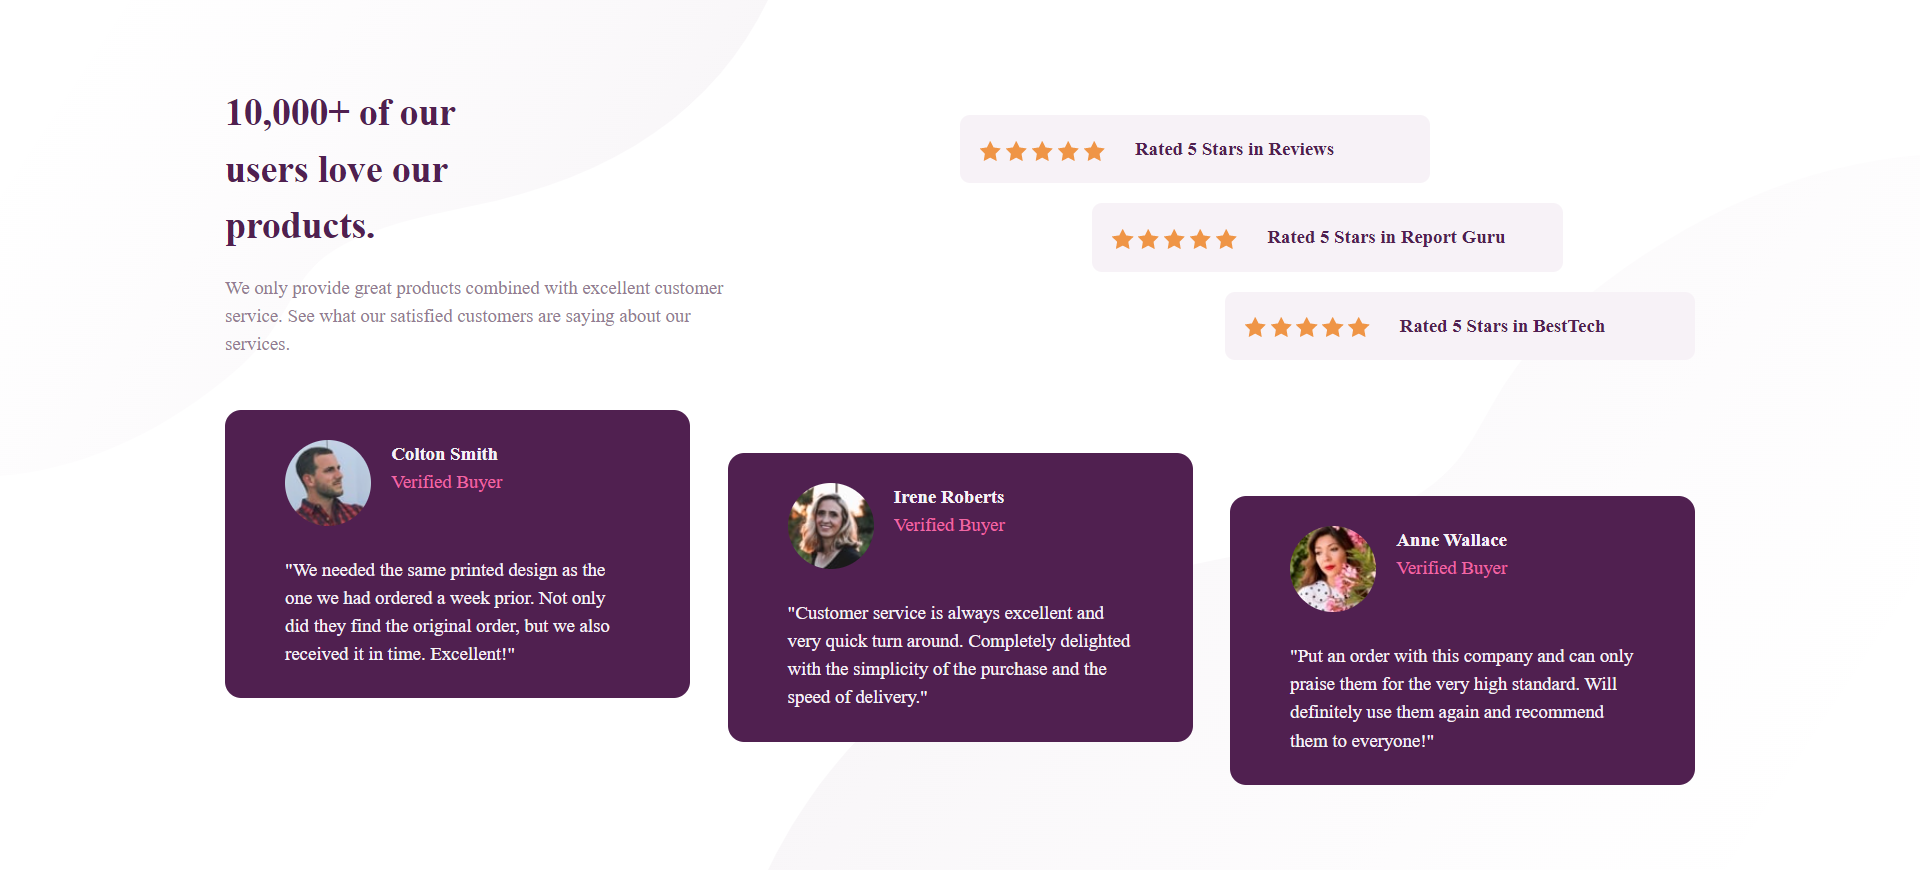 10,000+ of our
users love our
products.
We only provide great products combined with excellent customer
service. See what our satisfied customers are saying about our
services.
Rated 5 Stars in Reviews
Rated 5 Stars in Report Guru
Rated 5 Stars in BestTech
Colton Smith
Verified Buyer
"We needed the same printed design as the
one we had ordered a week prior. Not only
did they find the original order, but we also
received it in time. Excellent!"
Irene Roberts
Verified Buyer
"Customer service is always excellent and
very quick turn around. Completely delighted
with the simplicity of the purchase and the
speed of delivery."
Anne Wallace
Verified Buyer
"Put an order with this company and can only
praise them for the very high standard. Will
definitely use them again and recommend
them to everyone!"